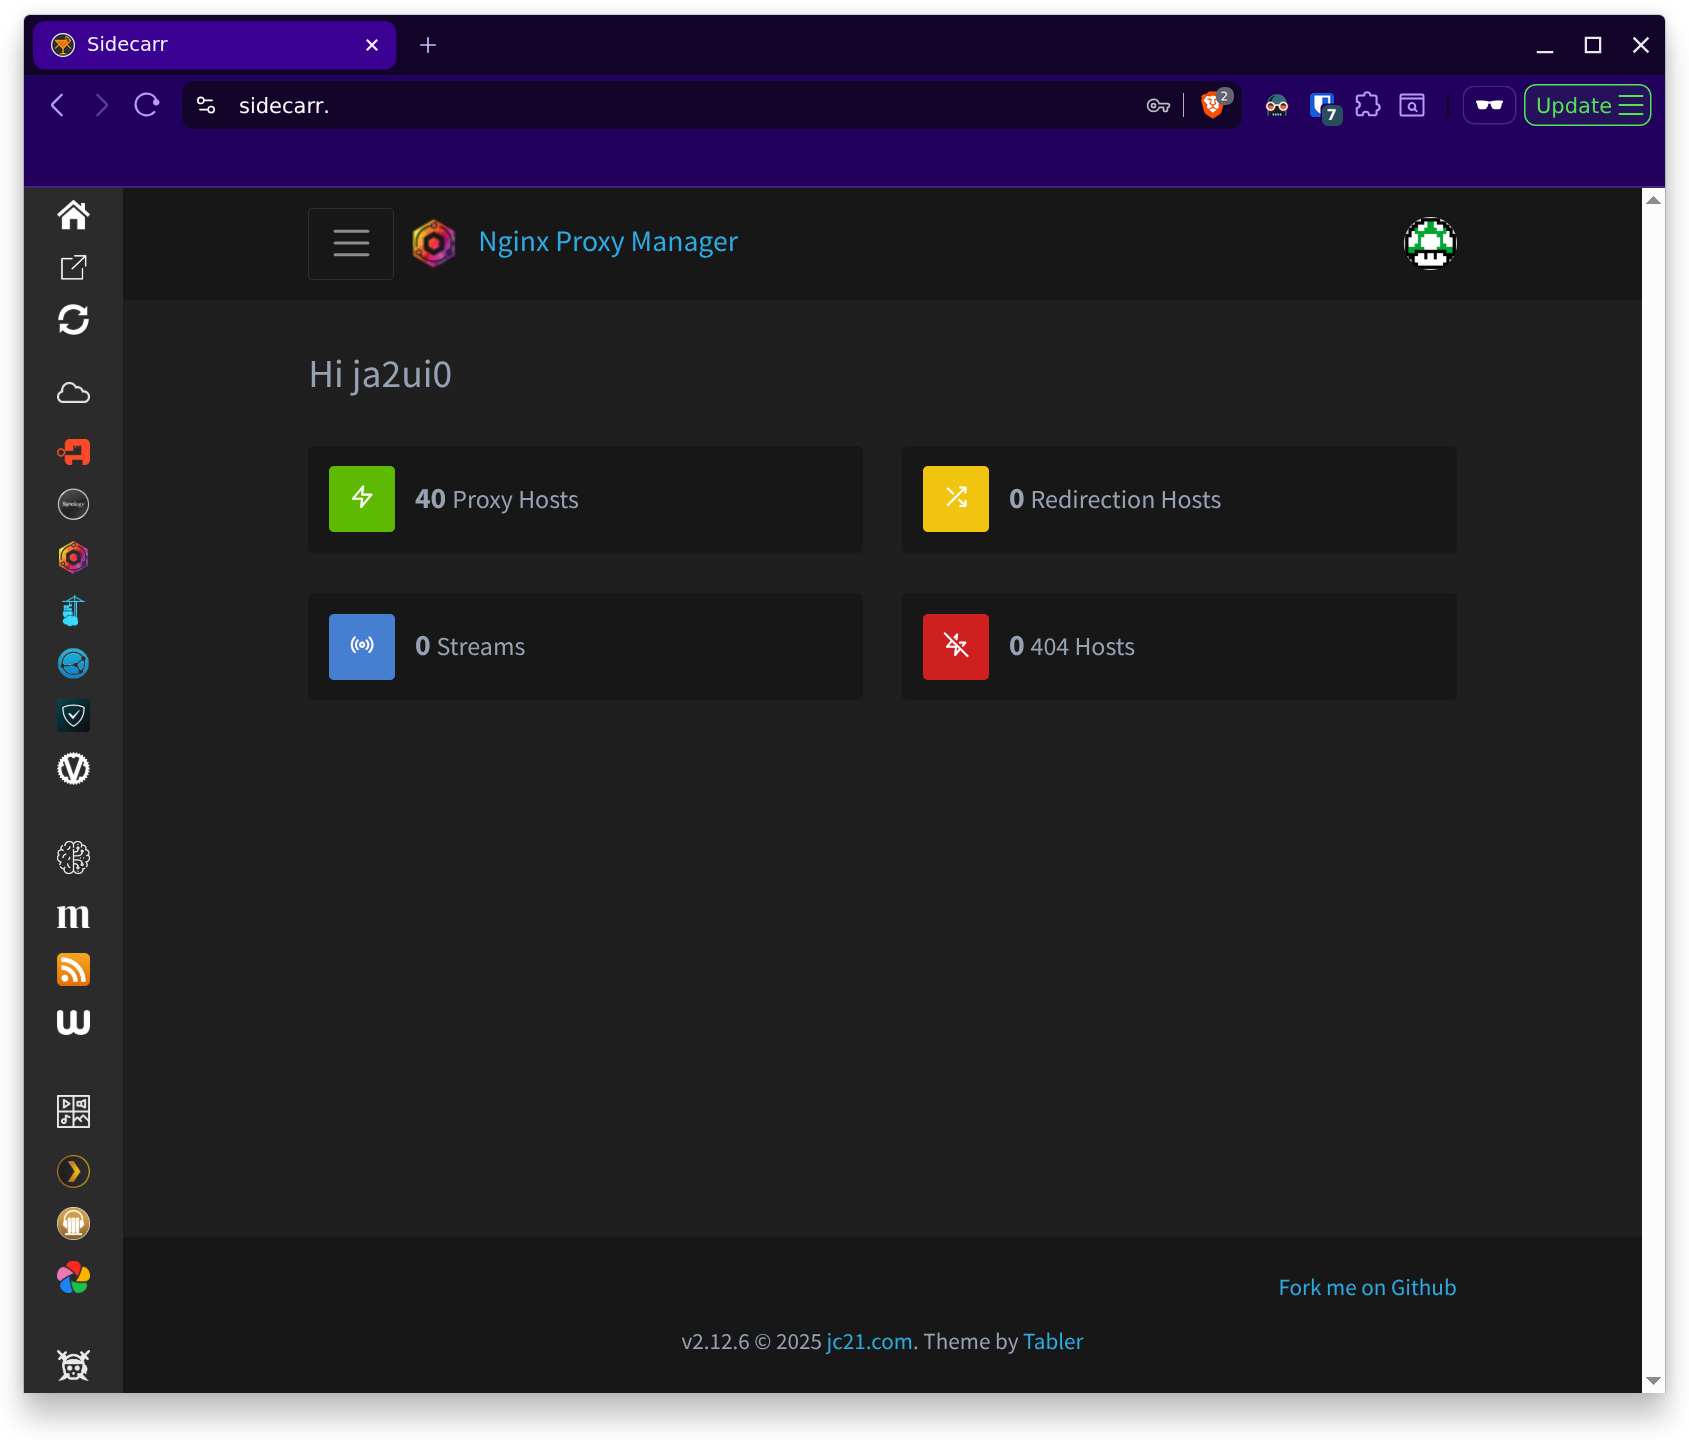 Sidecarr
sidecarr.
2
7
Update
Nginx Proxy Manager
Hi ja2ui0
40 Proxy Hosts
0 Redirection Hosts
0 Streams
0 404 Hosts
Synology
m
Fork me on Github
v2.12.6 © 2025 jc21.com. Theme by Tabler